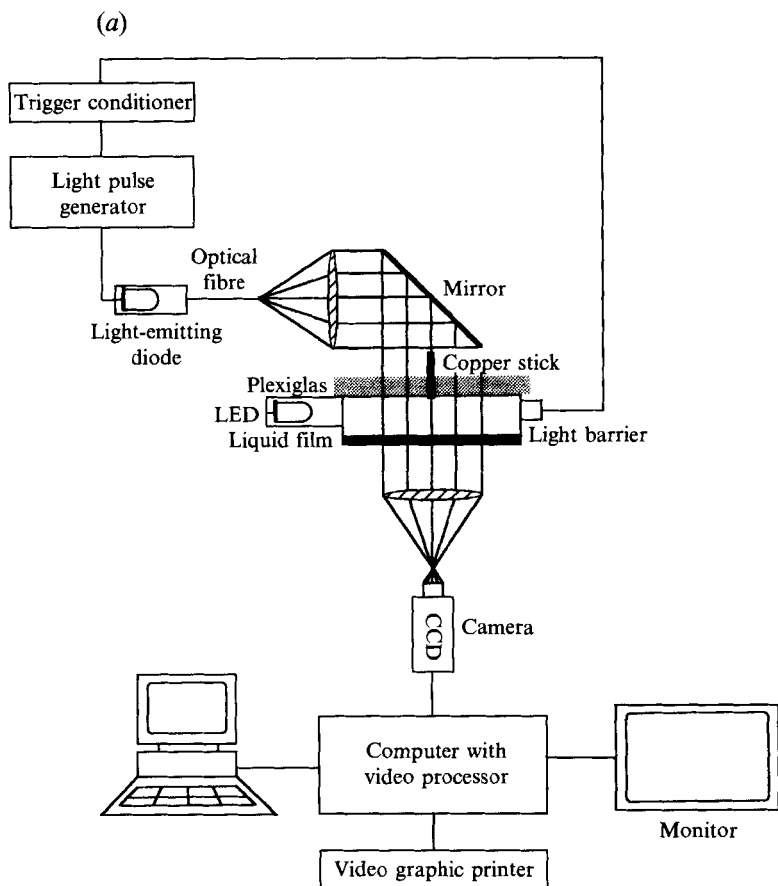 (a)
Trigger conditioner
Light pulse
generator
Optical
fibre
Mirror
Light-emitting
diode
Copper stick
Plexiglas
LED
Liquid film
Light barrier
CCD
Camera
Computer with
video processor
Monitor
Video graphic printer